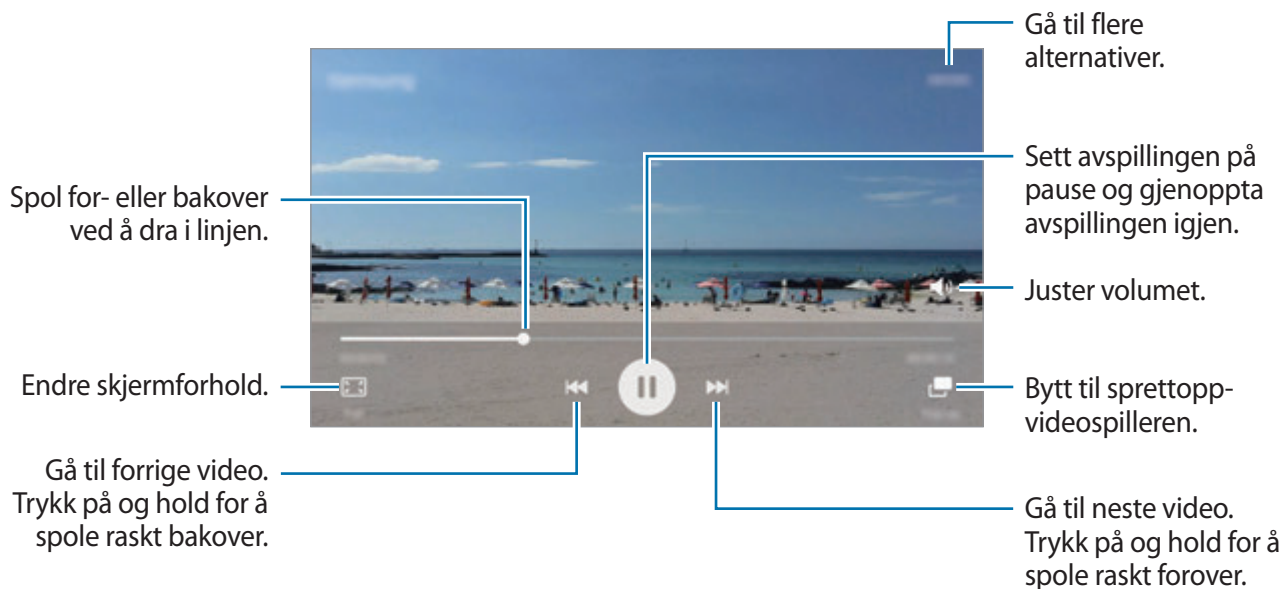 Gå til flere
alternativer.
Sett avspillingen på
pause og gjenoppta
avspillingen igjen.
Spol for- eller bakover
ved å dra i linjen.
Juster volumet.
Endre skjermforhold.
Bytt til sprettopp-
videospilleren.
Gå til forrige video.
Trykk på og hold for å
spole raskt bakover.
Gå til neste video.
Trykk på og hold for å
spole raskt forover.